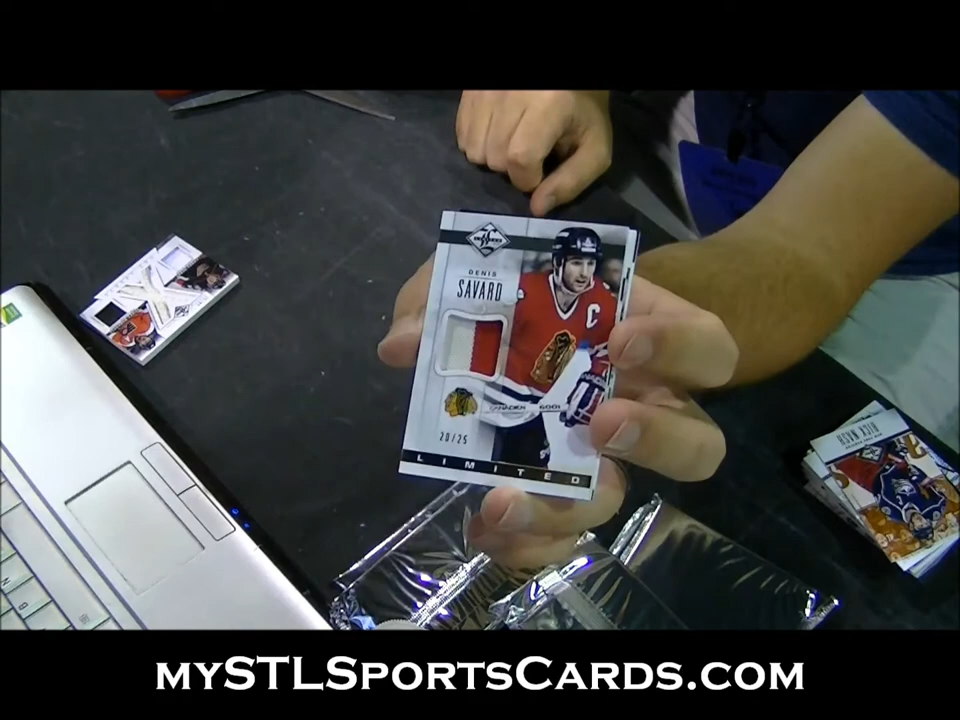 DENIS
SAVARD
C
20/25
LIMITED
RICK NASH
mySTLSportsCards.com